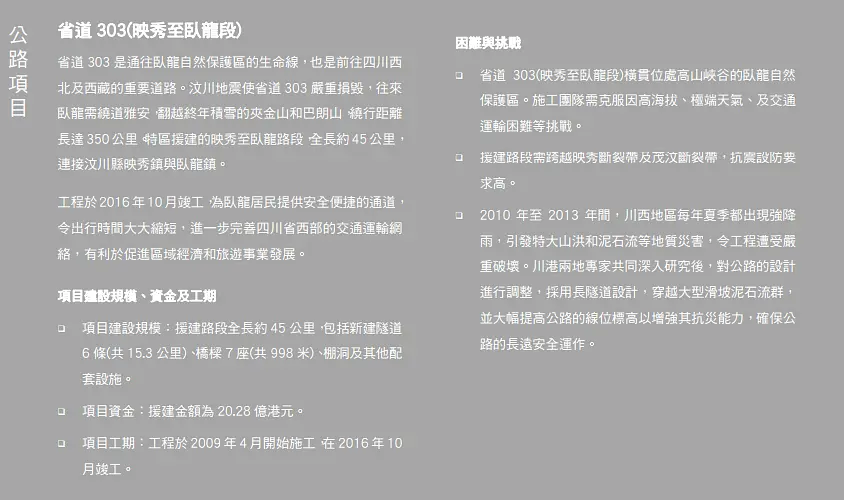 公路項目
省道 303(映秀至臥龍段)
省道 303 是通往臥龍自然保護區的生命線，也是前往四川西
北及西藏的重要道路。汶川地震使省道 303 嚴重損毀，往來
臥龍需繞道雅安，翻越終年積雪的夾金山和巴朗山，繞行距離
長達 350 公里。特區援建的映秀至臥龍路段，全長約 45 公里，
連接汶川縣映秀鎮與臥龍鎮。
工程於 2016 年 10 月竣工，為臥龍居民提供安全便捷的通道，
令出行時間大大縮短，進一步完善四川省西部的交通運輸網
絡，有利於促進區域經濟和旅遊事業發展。
項目建設規模、資金及工期
❑ 項目建設規模：援建路段全長約 45 公里，包括新建隧道
6 條(共 15.3 公里)、橋樑 7 座(共 998 米)、棚洞及其他配
套設施。
❑ 項目資金：援建金額為 20.28 億港元。
❑ 項目工期：工程於 2009 年 4 月開始施工，在 2016 年 10
月竣工。
困難與挑戰
❑ 省道 303(映秀至臥龍段)橫貫位處高山峽谷的臥龍自然
保護區。施工團隊需克服因高海拔、極端天氣、及交通
運輸困難等挑戰。
❑ 援建路段需跨越映秀斷裂帶及茂汶斷裂帶，抗震設防要
求高。
❑ 2010 年至 2013 年間，川西地區每年夏季都出現強降
雨，引發特大山洪和泥石流等地質災害，令工程遭受嚴
重破壞。川港兩地專家共同深入研究後，對公路的設計
進行調整，採用長隧道設計，穿越大型滑坡泥石流群，
並大幅提高公路的線位標高以增強其抗災能力，確保公
路的長遠安全運作。